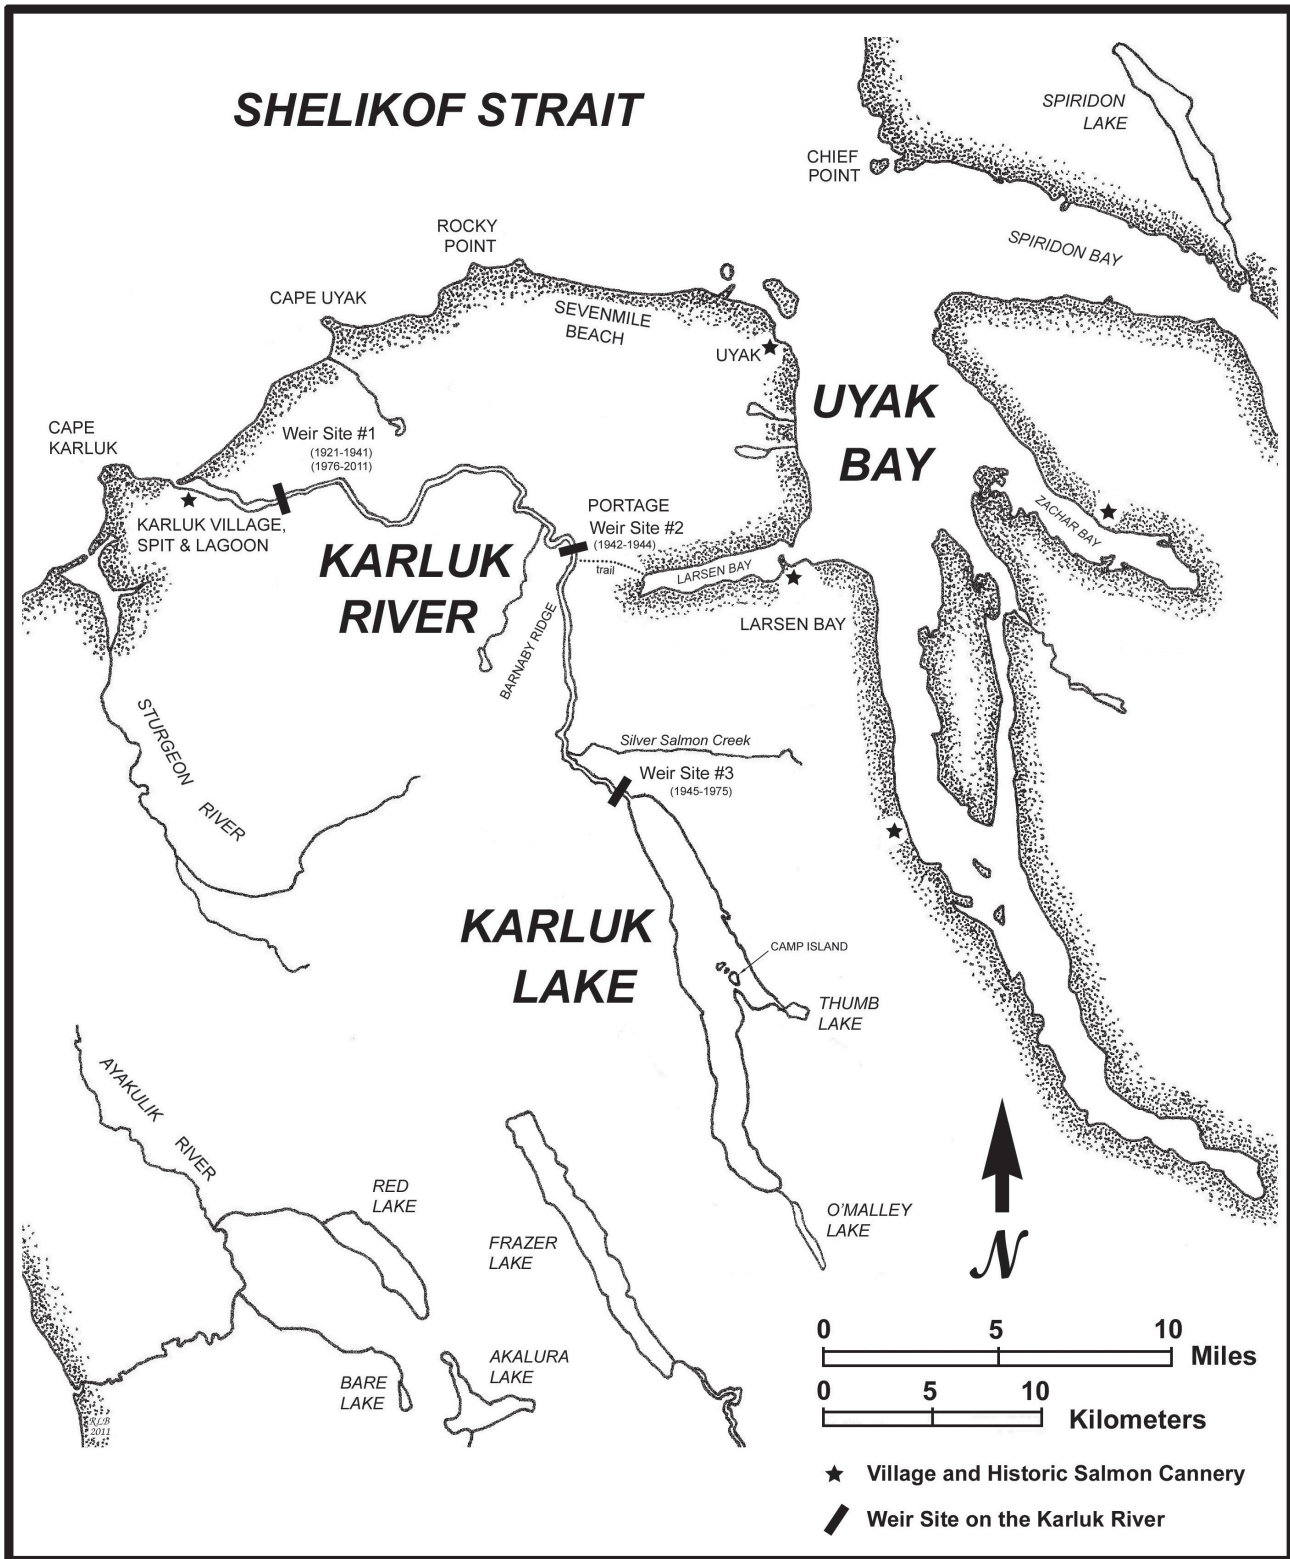 SHELIKOF STRAIT
SPIRIDON
LAKE
CHIEF
POINT
ROCKY
POINT
SPIRIDON BAY
CAPE UYAK
SEVENMILE
BEACH
UYAK
UYAK
BAY
CAPE
KARLUK
Weir Site #1
(1921-1941)
(1976-2011)
KARLUK VILLAGE,
SPIT & LAGOON
PORTAGE
Weir Site #2
(1942-1944)
trail
ZACHAR BAY
KARLUK
RIVER
LARSEN BAY
LARSEN BAY
BARNABY RIDGE
STURGEON
RIVER
Silver Salmon Creek
Weir Site #3
(1945-1975)
KARLUK
LAKE
CAMP ISLAND
THUMB
LAKE
AYAKULIK
RIVER
RED
LAKE
O'MALLEY
LAKE
FRAZER
LAKE
N
AKALURA
LAKE
BARE
LAKE
RLB
2011
0 5 10
Miles
0 5 10
Kilometers
Village and Historic Salmon Cannery
Weir Site on the Karluk River